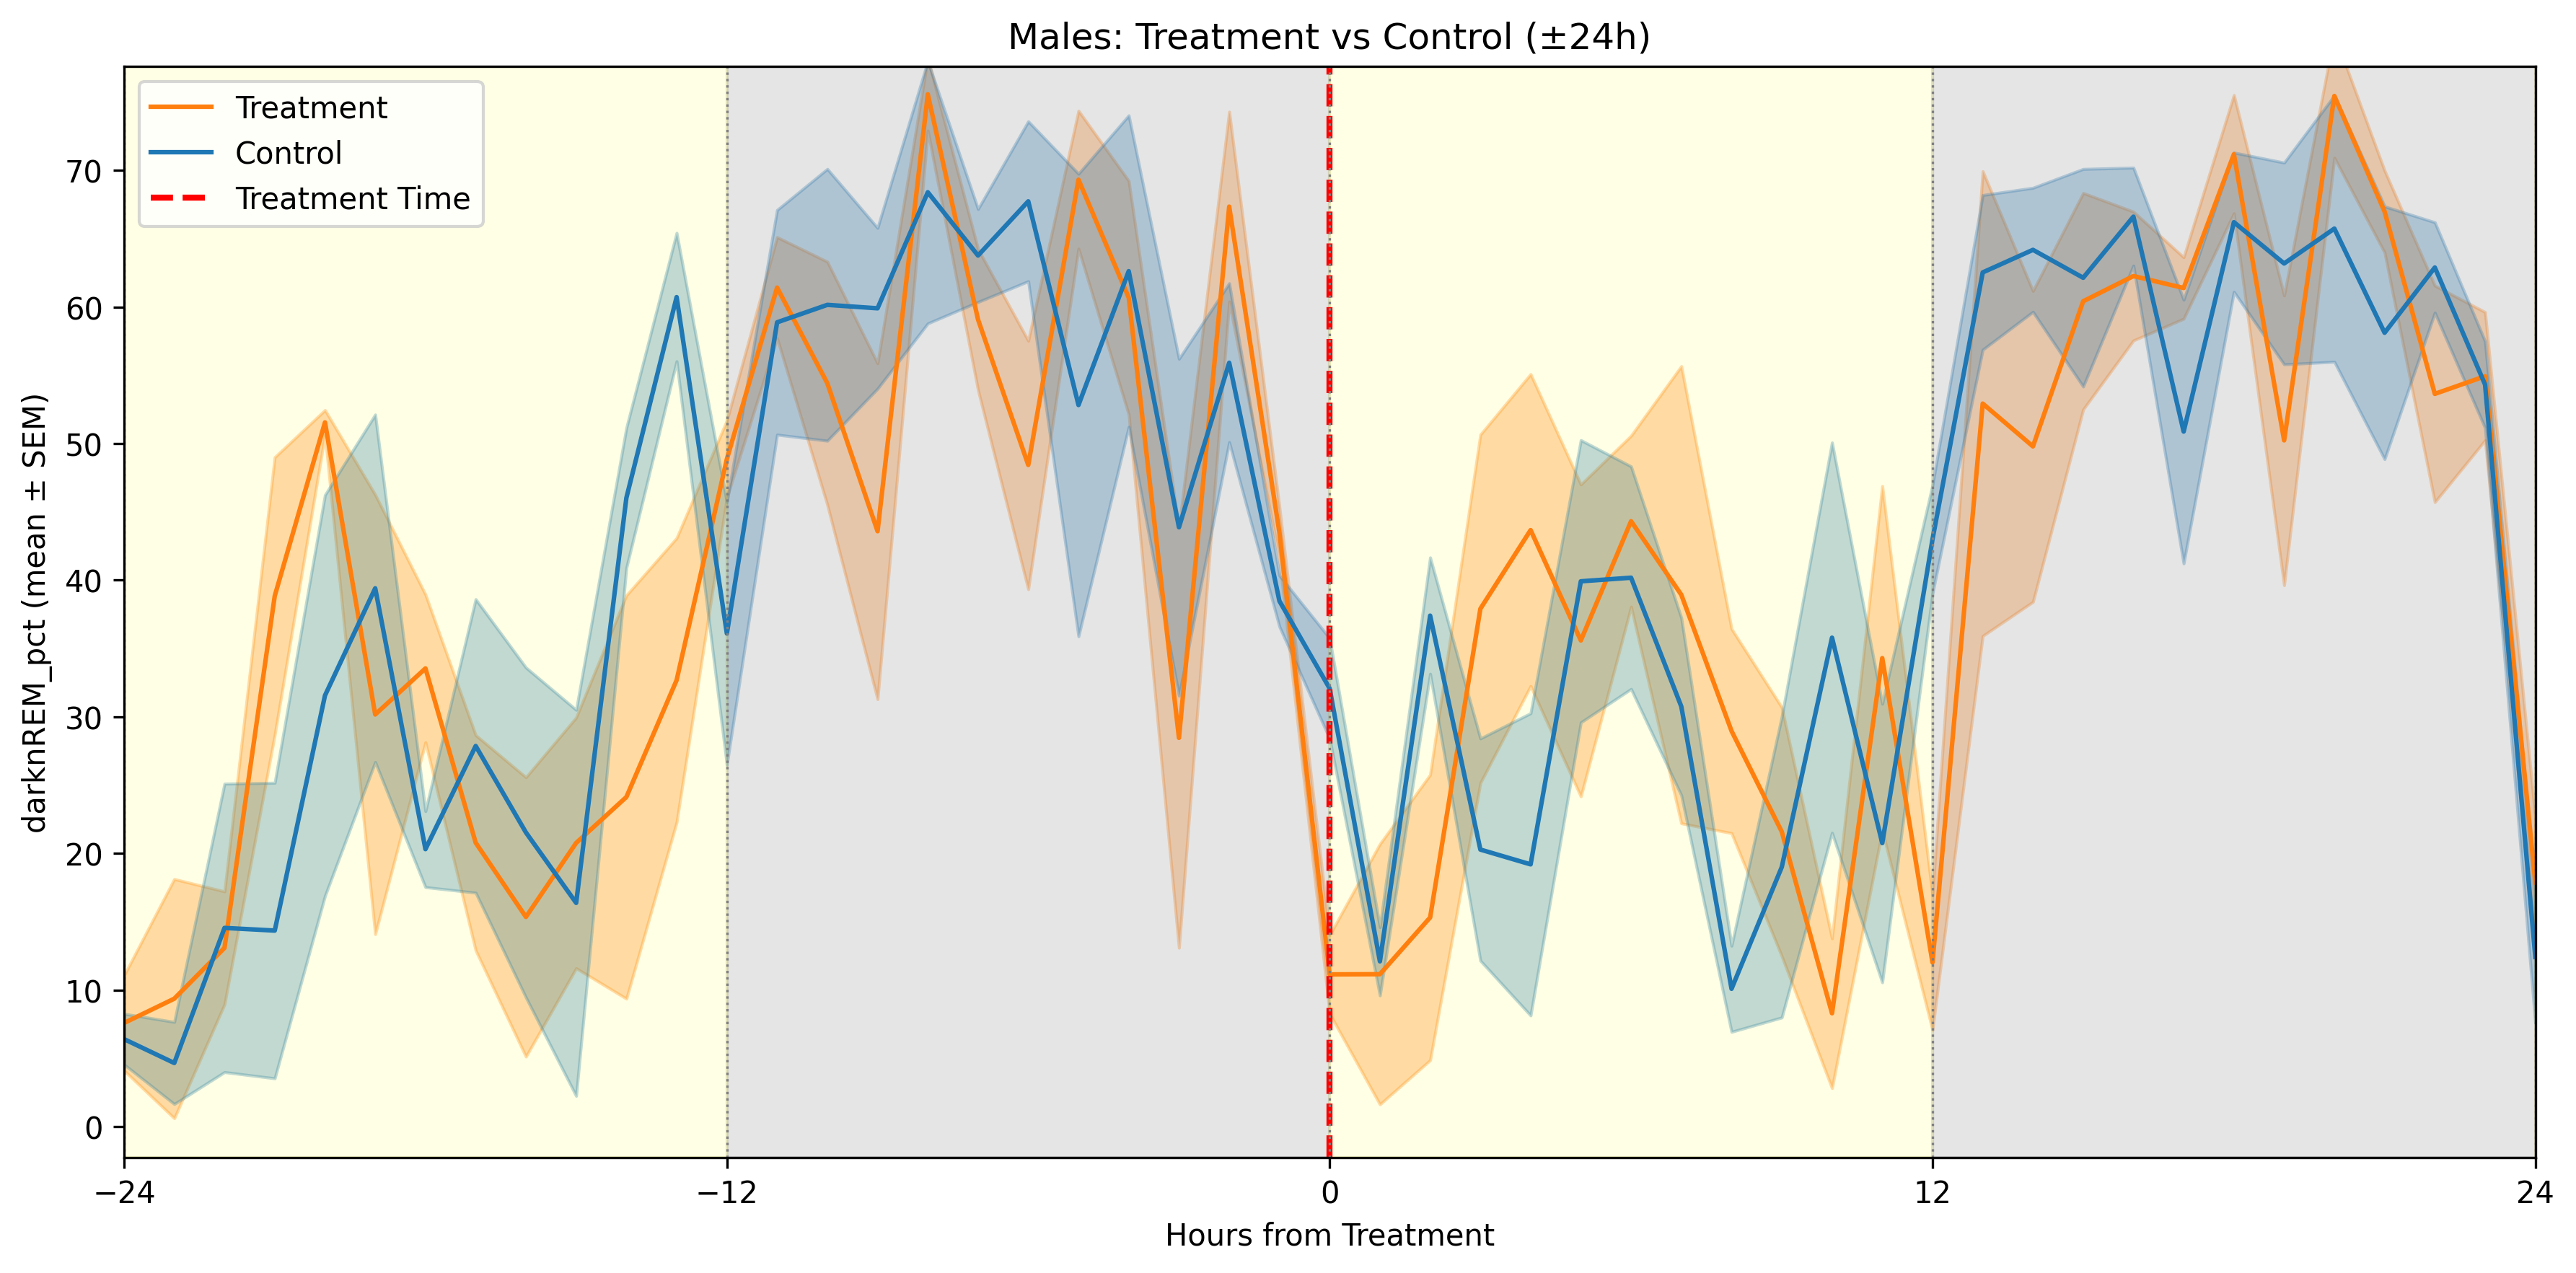 Males: Treatment vs Control (±24h)
Treatment
Control
Treatment Time
darknREM_pct (mean ± SEM)
70
60
50
40
30
20
10
0
−24
−12
0
12
24
Hours from Treatment